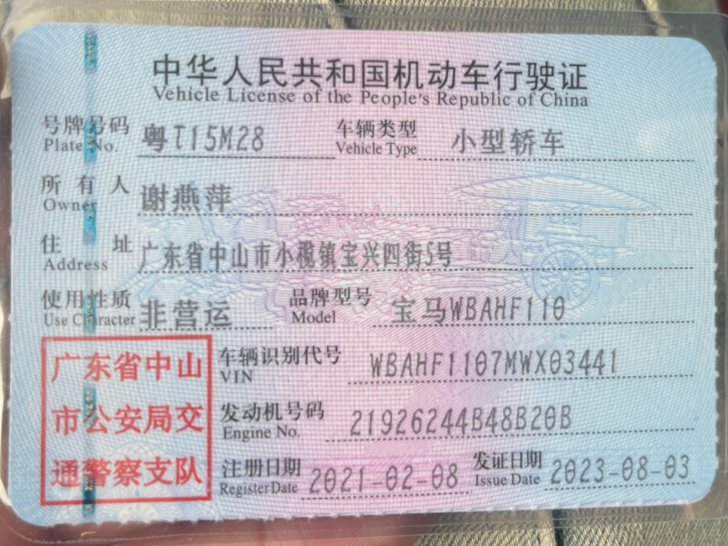 中华人民共和国机动车行驶证
Vehicle License of the People's Republic of China
号牌号码 粤T15M28 车辆类型 小型轿车
Plate No. Vehicle Type
所有人 谢燕萍
Owner
住址 广东省中山市小榄镇宝兴四街5号
Address
使用性质 非营运 品牌型号 宝马WBAHF110
Use Character Model
广东省中山
市公安局交
通警察支队
车辆识别代号 WBAHF1107MWX03441
VIN
发动机号码 21926244B48B20B
Engine No.
注册日期 2021-02-08 发证日期 2023-08-03
Register Date Issue Date